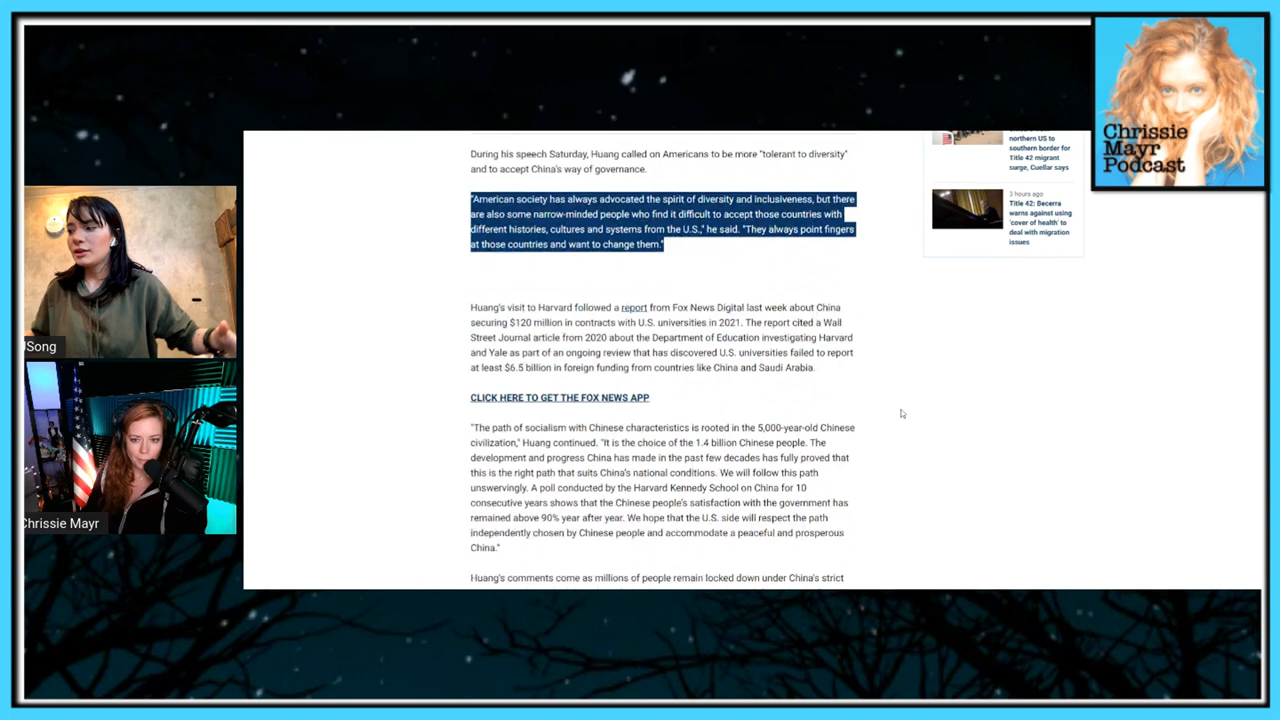 Chrissie
Mayr
Podcast
JSong
Chrissie Mayr
During his speech Saturday, Huang called on Americans to be more "tolerant to diversity"
and to accept China's way of governance.
"American society has always advocated the spirit of diversity and inclusiveness, but there
are also some narrow-minded people who find it difficult to accept those countries with
different histories, cultures and systems from the U.S.," he said. "They always point fingers
at those countries and want to change them."
Huang's visit to Harvard followed a report from Fox News Digital last week about China
securing $120 million in contracts with U.S. universities in 2021. The report cited a Wall
Street Journal article from 2020 about the Department of Education investigating Harvard
and Yale as part of an ongoing review that has discovered U.S. universities failed to report
at least $6.5 billion in foreign funding from countries like China and Saudi Arabia.
CLICK HERE TO GET THE FOX NEWS APP
"The path of socialism with Chinese characteristics is rooted in the 5,000-year-old Chinese
civilization," Huang continued. "It is the choice of the 1.4 billion Chinese people. The
development and progress China has made in the past few decades has fully proved that
this is the right path that suits China's national conditions. We will follow this path
unswervingly. A poll conducted by the Harvard Kennedy School on China for 10
consecutive years shows that the Chinese people's satisfaction with the government has
remained above 90% year after year. We hope that the U.S. side will respect the path
independently chosen by Chinese people and accommodate a peaceful and prosperous
China."
Huang's comments come as millions of people remain locked down under China's strict
northern US to
southern border for
Title 42 migrant
surge, Cuellar says
3 hours ago
Title 42: Becerra
warns against using
'cover of health' to
deal with migration
issues